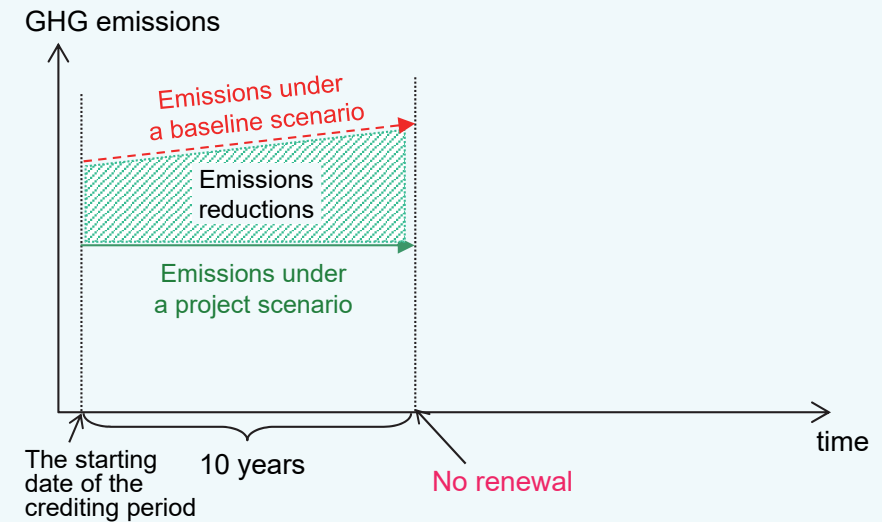 GHG emissions
Emissions under
a baseline scenario
Emissions
reductions
Emissions under
a project scenario
time
The starting
date of the
crediting period
10 years
No renewal